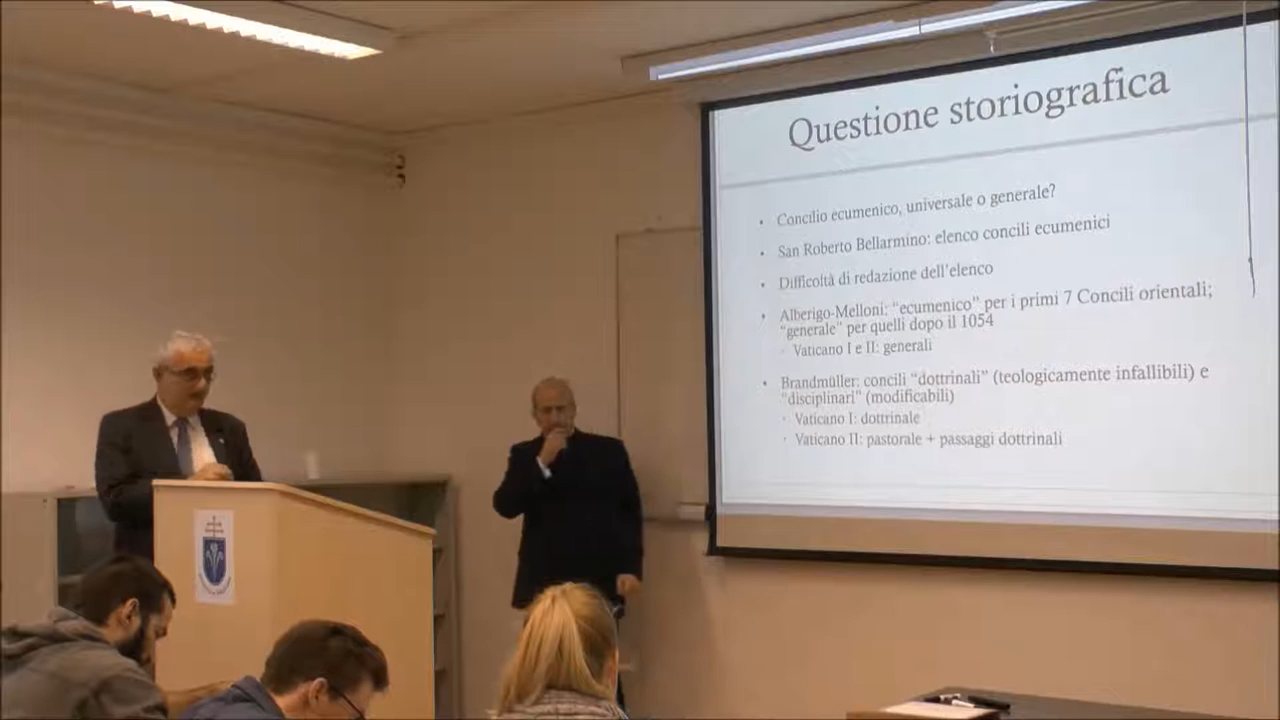 Questione storiografica
• Concilio ecumenico, universale o generale?
• San Roberto Bellarmino: elenco concili ecumenici
• Difficoltà di redazione dell'elenco
• Alberigo-Melloni: "ecumenico" per i primi 7 Concili orientali;
"generale" per quelli dopo il 1054
Vaticano I e II: generali
• Brandmüller: concili "dottrinali" (teologicamente infallibili) e
"disciplinari" (modificabili)
Vaticano I: dottrinale
Vaticano II: pastorale + passaggi dottrinali